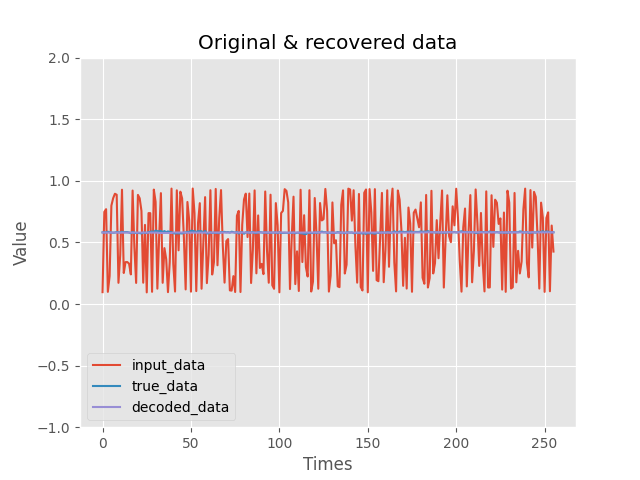 Original & recovered data
2.0
1.5
1.0
0.5
0.0
−0.5
−1.0
Value
input_data
true_data
decoded_data
0 50 100 150 200 250
Times